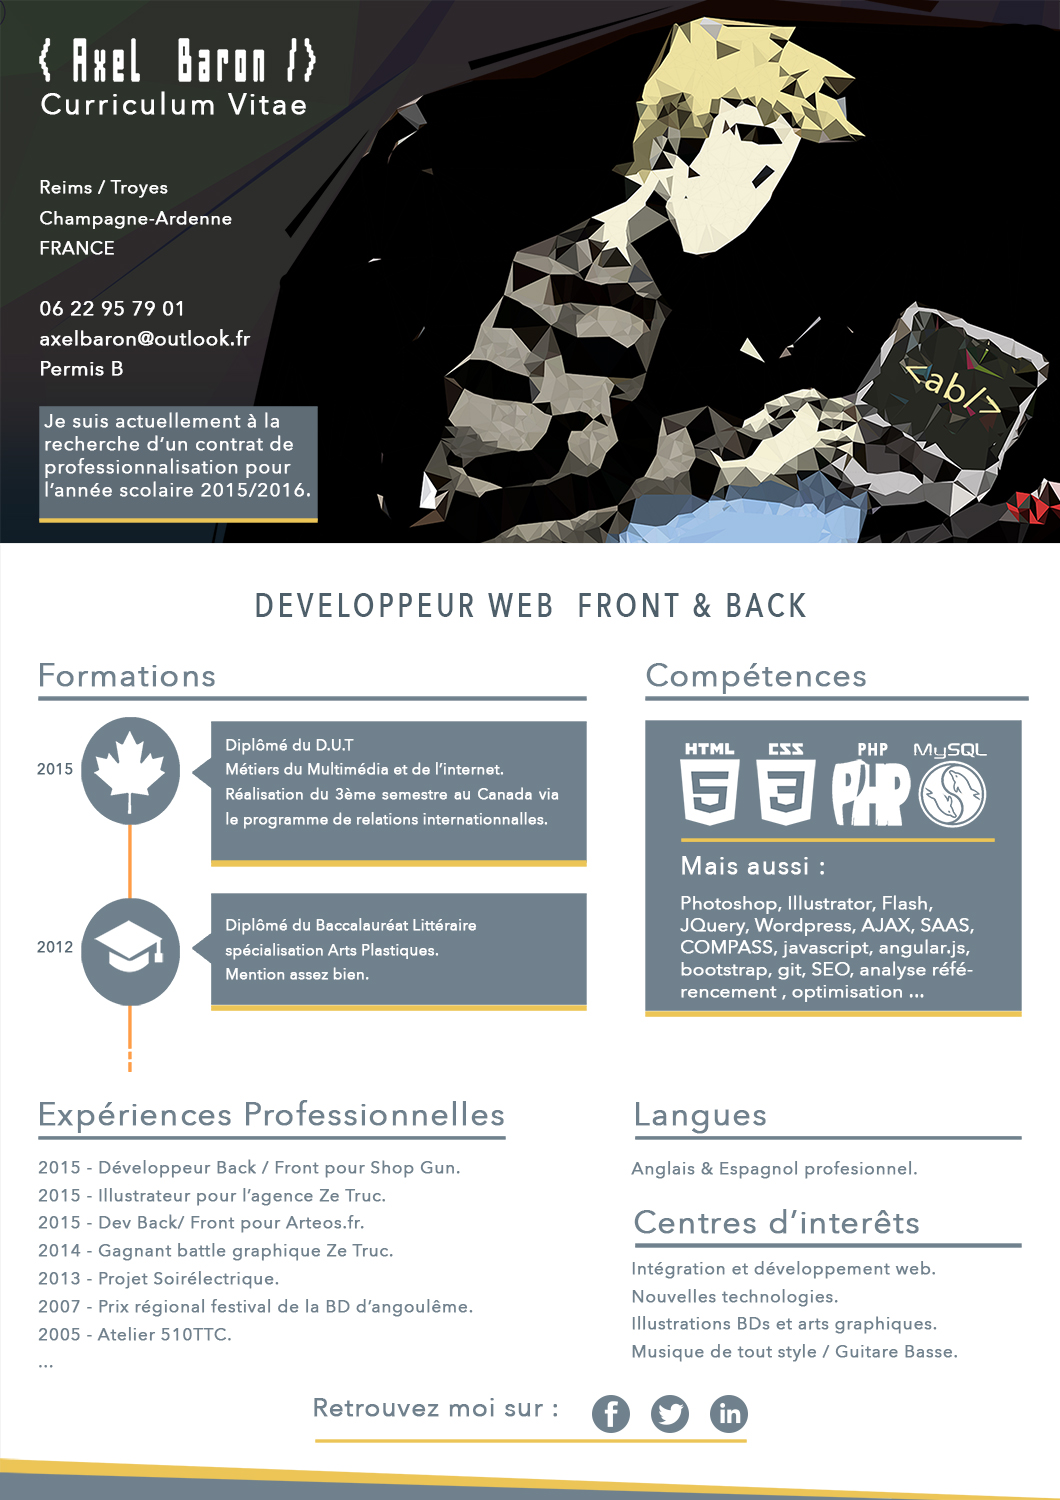 { Axel Baron /}
Curriculum Vitae
Reims / Troyes
Champagne-Ardenne
FRANCE
06 22 95 79 01
axelbaron@outlook.fr
Permis B
Je suis actuellement à la
recherche d'un contrat de
professionnalisation pour
l'année scolaire 2015/2016.
<ab/>
DEVELOPPEUR WEB FRONT & BACK
Formations
2015
Diplômé du D.U.T
Métiers du Multimédia et de l'internet.
Réalisation du 3ème semestre au Canada via
le programme de relations internationnalles.
2012
Diplômé du Baccalauréat Littéraire
spécialisation Arts Plastiques.
Mention assez bien.
Compétences
HTML CSS PHP MySQL
5 3 PHP
Mais aussi :
Photoshop, Illustrator, Flash,
JQuery, Wordpress, AJAX, SAAS,
COMPASS, javascript, angular.js,
bootstrap, git, SEO, analyse réfé-
rencement , optimisation ...
Expériences Professionnelles
2015 - Développeur Back / Front pour Shop Gun.
2015 - Illustrateur pour l'agence Ze Truc.
2015 - Dev Back/ Front pour Arteos.fr.
2014 - Gagnant battle graphique Ze Truc.
2013 - Projet Soirélectrique.
2007 - Prix régional festival de la BD d'angoulême.
2005 - Atelier 510TTC.
...
Langues
Anglais & Espagnol profesionnel.
Centres d'interêts
Intégration et développement web.
Nouvelles technologies.
Illustrations BDs et arts graphiques.
Musique de tout style / Guitare Basse.
Retrouvez moi sur :
f in